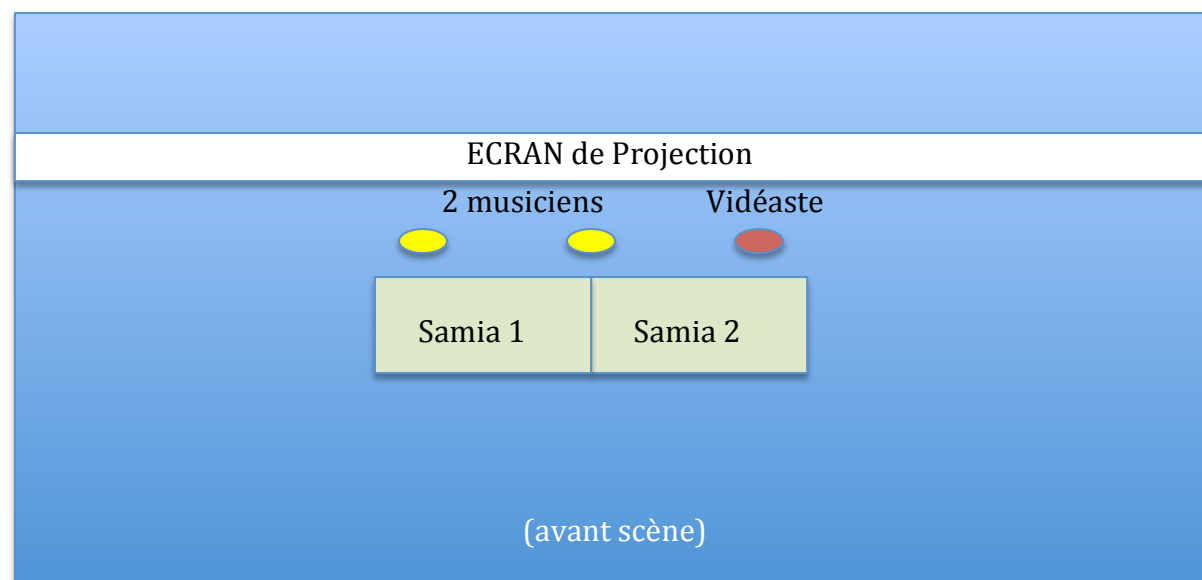 ECRAN de Projection
2 musiciens Vidéaste
Samia 1 Samia 2
(avant scène)